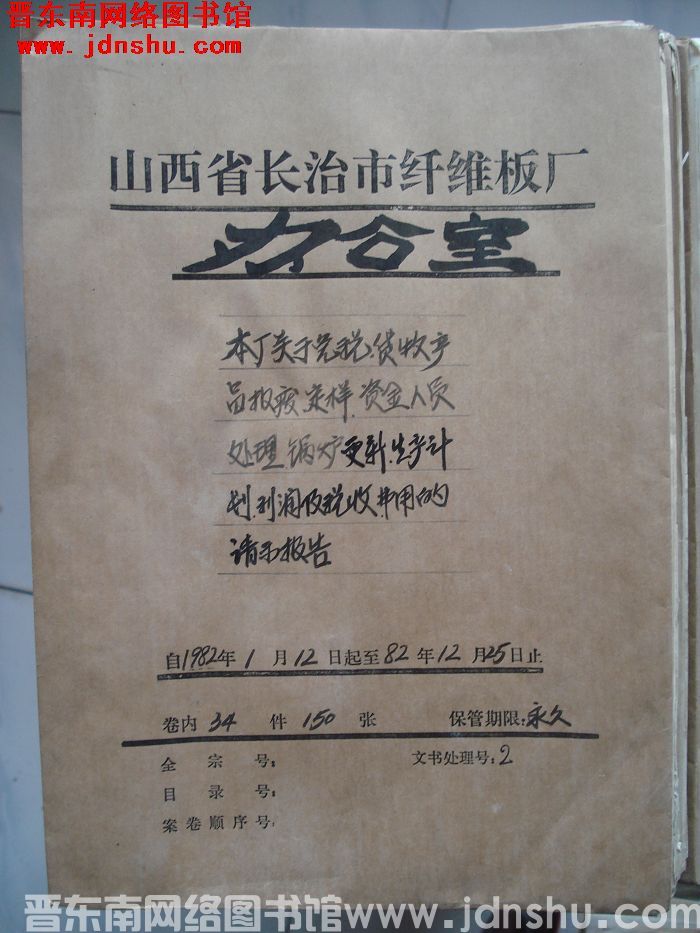 晋东南网络图书馆
www.jdnshu.com
山西省长治市纤维板厂
办公室
本厂关于免税、贷收产
品报废定样、资金人员
处理锅炉更新、生产计
划、利润及税收、费用的
请示报告
自1982年1月12日起至82年12月25日止
卷内34件150张 保管期限:永久
全宗号: 文书处理号:2
目录号:
案卷顺序号:
晋东南网络图书馆 www.jdnshu.com